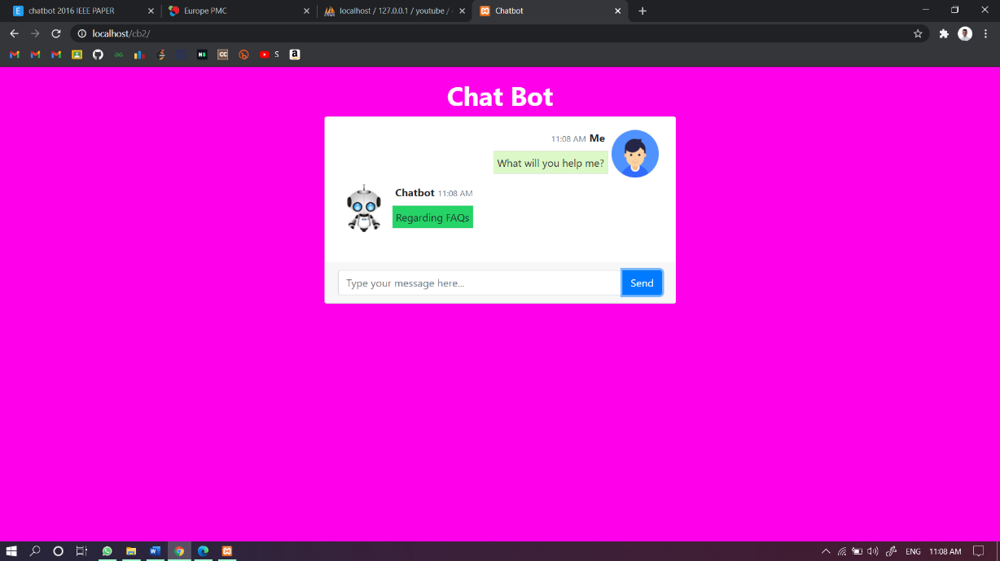 chatbot 2016 IEEE PAPER
Europe PMC
localhost / 127.0.0.1 / youtube /
Chatbot
localhost/cb2/
CC
S
a
Chat Bot
11:08 AM Me
What will you help me?
Chatbot 11:08 AM
Regarding FAQs
Type your message here...
Send
ENG
11:08 AM